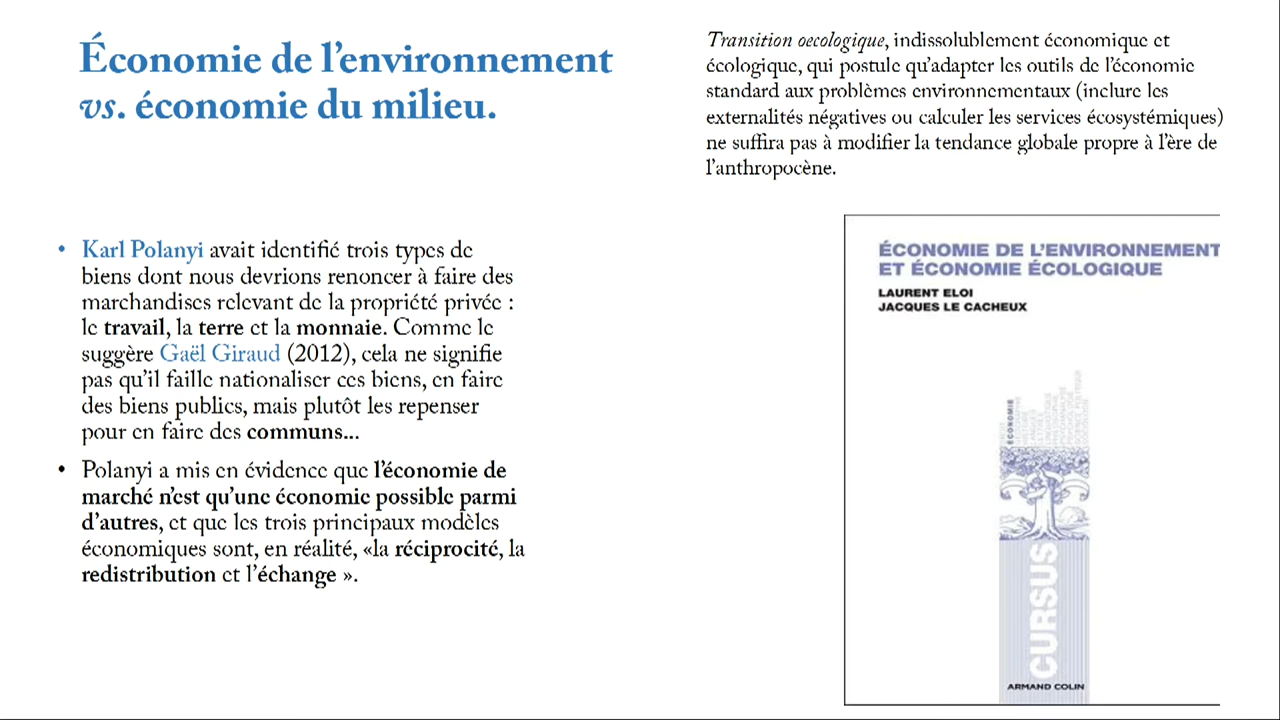 Économie de l’environnement
vs. économie du milieu.
Transition oecologique, indissolublement économique et
écologique, qui postule qu’adapter les outils de l’économie
standard aux problèmes environnementaux (inclure les
externalités négatives ou calculer les services écosystémiques)
ne suffira pas à modifier la tendance globale propre à l’ère de
l’anthropocène.
• Karl Polanyi avait identifié trois types de
biens dont nous devrions renoncer à faire des
marchandises relevant de la propriété privée :
le travail, la terre et la monnaie. Comme le
suggère Gaël Giraud (2012), cela ne signifie
pas qu’il faille nationaliser ces biens, en faire
des biens publics, mais plutôt les repenser
pour en faire des communs...
• Polanyi a mis en évidence que l’économie de
marché n’est qu’une économie possible parmi
d’autres, et que les trois principaux modèles
économiques sont, en réalité, «la réciprocité, la
redistribution et l’échange ».
ÉCONOMIE DE L’ENVIRONNEMENT
ET ÉCONOMIE ÉCOLOGIQUE
LAURENT ELOI
JACQUES LE CACHEUX
ÉCONOMIE
CURSUS
ARMAND COLIN